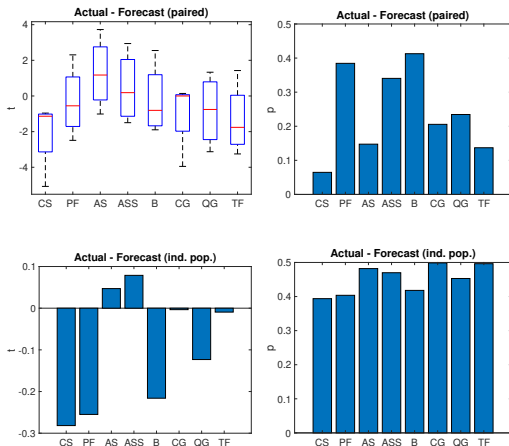 Actual - Forecast (paired)
4
2
0
-2
-4
t
CS PF AS ASS B CG QG TF
Actual - Forecast (paired)
0.5
0.4
0.3
0.2
0.1
0
p
CS PF AS ASS B CG QG TF
Actual - Forecast (ind. pop.)
0.1
0
-0.1
-0.2
-0.3
t
CS PF AS ASS B CG QG TF
Actual - Forecast (ind. pop.)
0.5
0.4
0.3
0.2
0.1
0
p
CS PF AS ASS B CG QG TF